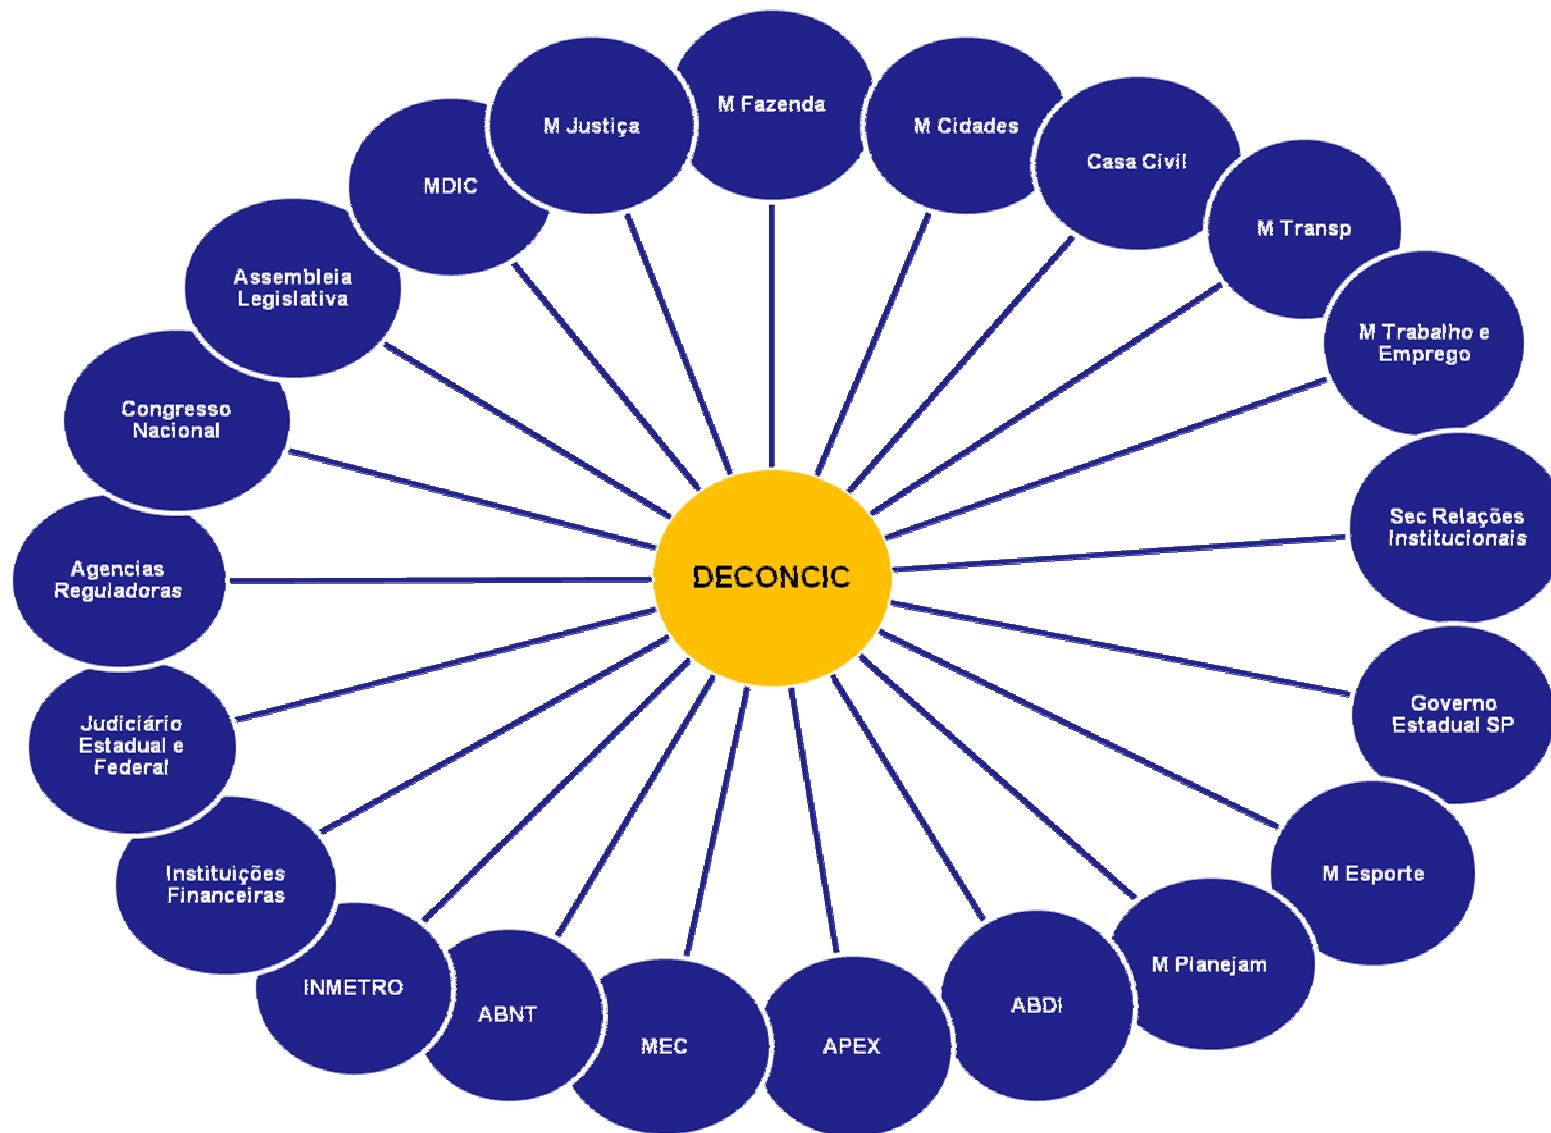 M Fazenda
M Cidades
Casa Civil
M Transp
M Trabalho e
Emprego
Sec Relações
Institucionais
Governo
Estadual SP
M Esporte
M Planejam
ABDI
APEX
MEC
ABNT
INMETRO
Instituições
Financeiras
Judiciário
Estadual e
Federal
Agencias
Reguladoras
Congresso
Nacional
Assembleia
Legislativa
MDIC
M Justiça
DECONCIC